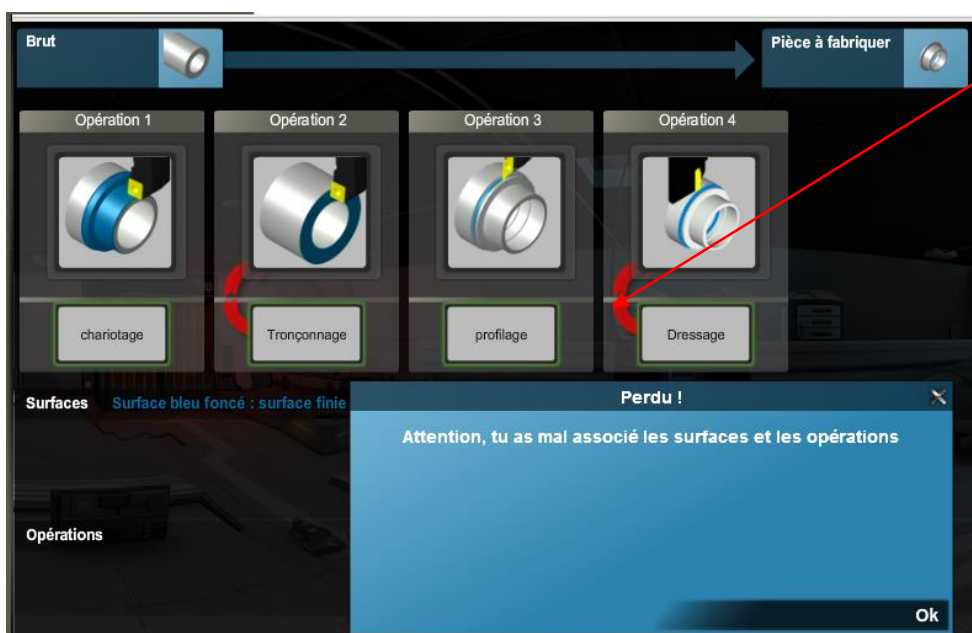 Brut
Pièce à fabriquer
Opération 1
Opération 2
Opération 3
Opération 4
chariotage
Tronçonnage
profilage
Dressage
Surfaces
Surface bleu foncé : surface finie
Perdu !
Attention, tu as mal associé les surfaces et les opérations
Opérations
Ok